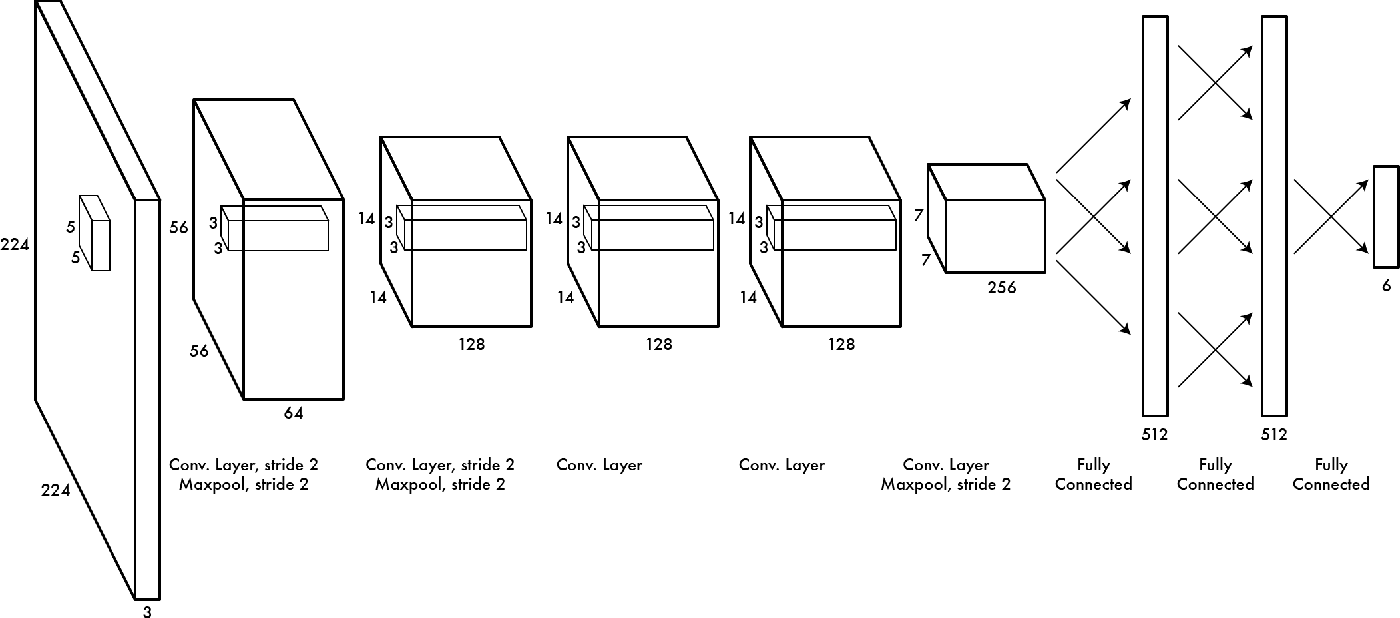 224
224
3
5
5
56
56
64
3
3
14
14
128
3
3
14
14
128
3
3
14
14
128
3
3
7
7
256
512
512
6
Conv. Layer, stride 2
Maxpool, stride 2
Conv. Layer, stride 2
Maxpool, stride 2
Conv. Layer
Conv. Layer
Conv. Layer
Maxpool, stride 2
Fully
Connected
Fully
Connected
Fully
Connected